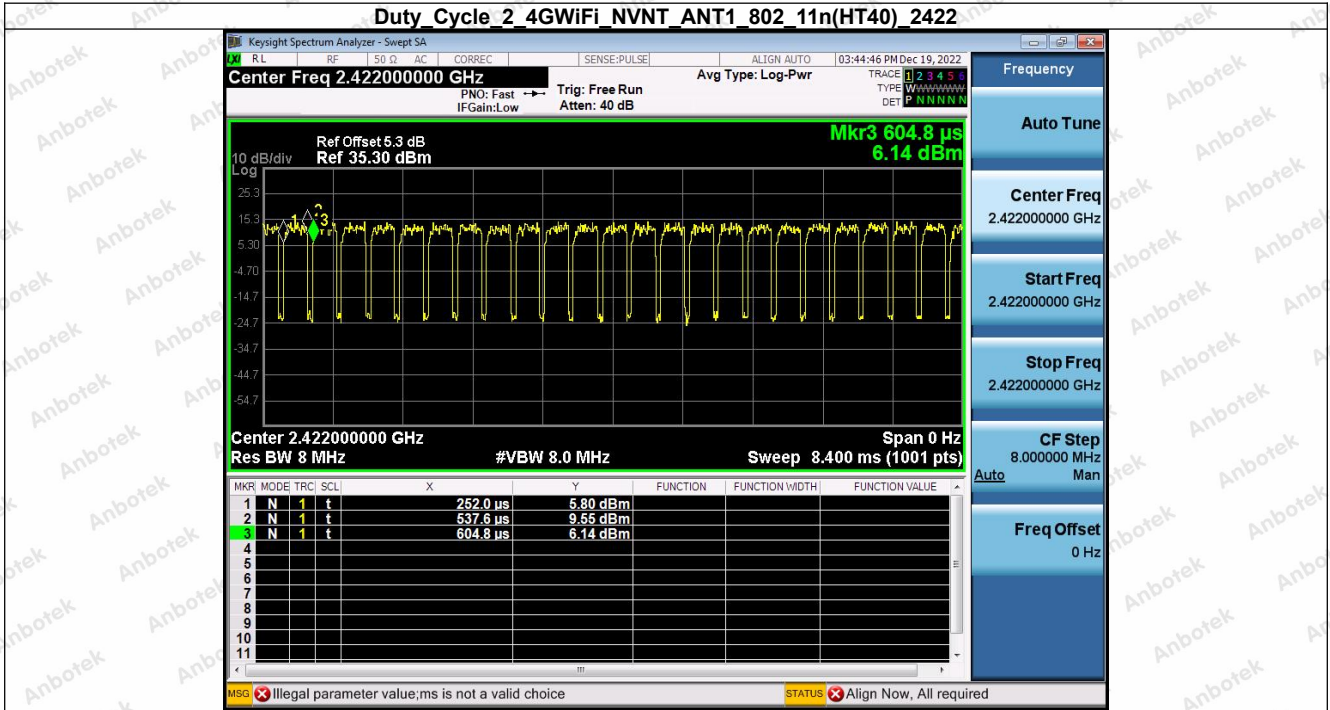 Duty_Cycle_2_4GWiFi_NVNT_ANT1_802_11n(HT40)_2422
Keysight Spectrum Analyzer - Swept SA
LXI RL RF 50 Ω AC CORREC SENSE:PULSE ALIGN AUTO 03:44:46 PM Dec 19, 2022
Center Freq 2.422000000 GHz
PNO: Fast
IFGain:Low
Trig: Free Run
Atten: 40 dB
Avg Type: Log-Pwr
TRACE 1 2 3 4 5 6
TYPE WWWWWW
DET P N N N N N
Mkr3 604.8 µs
6.14 dBm
Ref Offset 5.3 dB
10 dB/div Ref 35.30 dBm
Log
25.3
15.3
5.30
-4.70
-14.7
-24.7
-34.7
-44.7
-54.7
1 2 3
Center 2.422000000 GHz Span 0 Hz
Res BW 8 MHz #VBW 8.0 MHz Sweep 8.400 ms (1001 pts)
MKR MODE TRC SCL X Y FUNCTION FUNCTION WIDTH FUNCTION VALUE
1 N 1 t 252.0 µs 5.80 dBm
2 N 1 t 537.6 µs 9.55 dBm
3 N 1 t 604.8 µs 6.14 dBm
4
5
6
7
8
9
10
11
MSG Illegal parameter value;ms is not a valid choice STATUS Align Now, All required
Frequency
Auto Tune
Center Freq
2.422000000 GHz
Start Freq
2.422000000 GHz
Stop Freq
2.422000000 GHz
CF Step
8.000000 MHz
Auto Man
Freq Offset
0 Hz
Anbotek